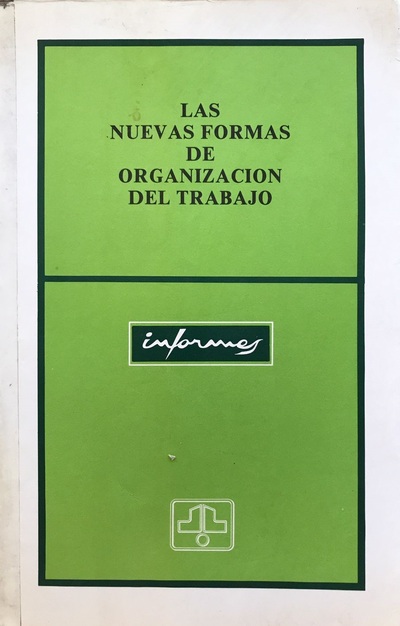 LAS
NUEVAS FORMAS
DE
ORGANIZACION
DEL TRABAJO
informes